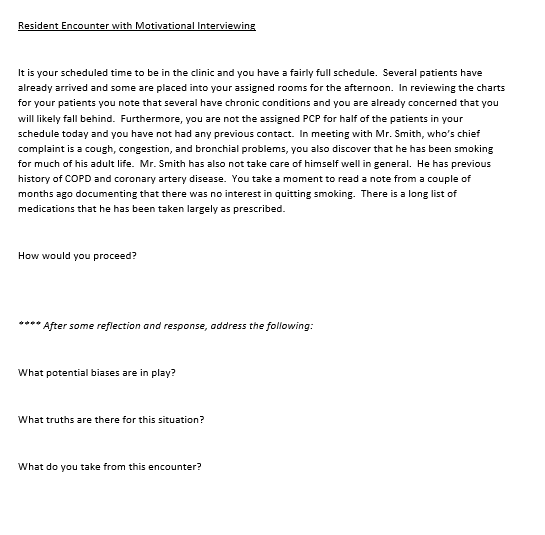 Resident Encounter with Motivational Interviewing
It is your scheduled time to be in the clinic and you have a fairly full schedule. Several patients have
already arrived and some are placed into your assigned rooms for the afternoon. In reviewing the charts
for your patients you note that several have chronic conditions and you are already concerned that you
will likely fall behind. Furthermore, you are not the assigned PCP for half of the patients in your
schedule today and you have not had any previous contact. In meeting with Mr. Smith, who's chief
complaint is a cough, congestion, and bronchial problems, you also discover that he has been smoking
for much of his adult life. Mr. Smith has also not take care of himself well in general. He has previous
history of COPD and coronary artery disease. You take a moment to read a note from a couple of
months ago documenting that there was no interest in quitting smoking. There is a long list of
medications that he has been taken largely as prescribed.
How would you proceed?
**** After some reflection and response, address the following:
What potential biases are in play?
What truths are there for this situation?
What do you take from this encounter?